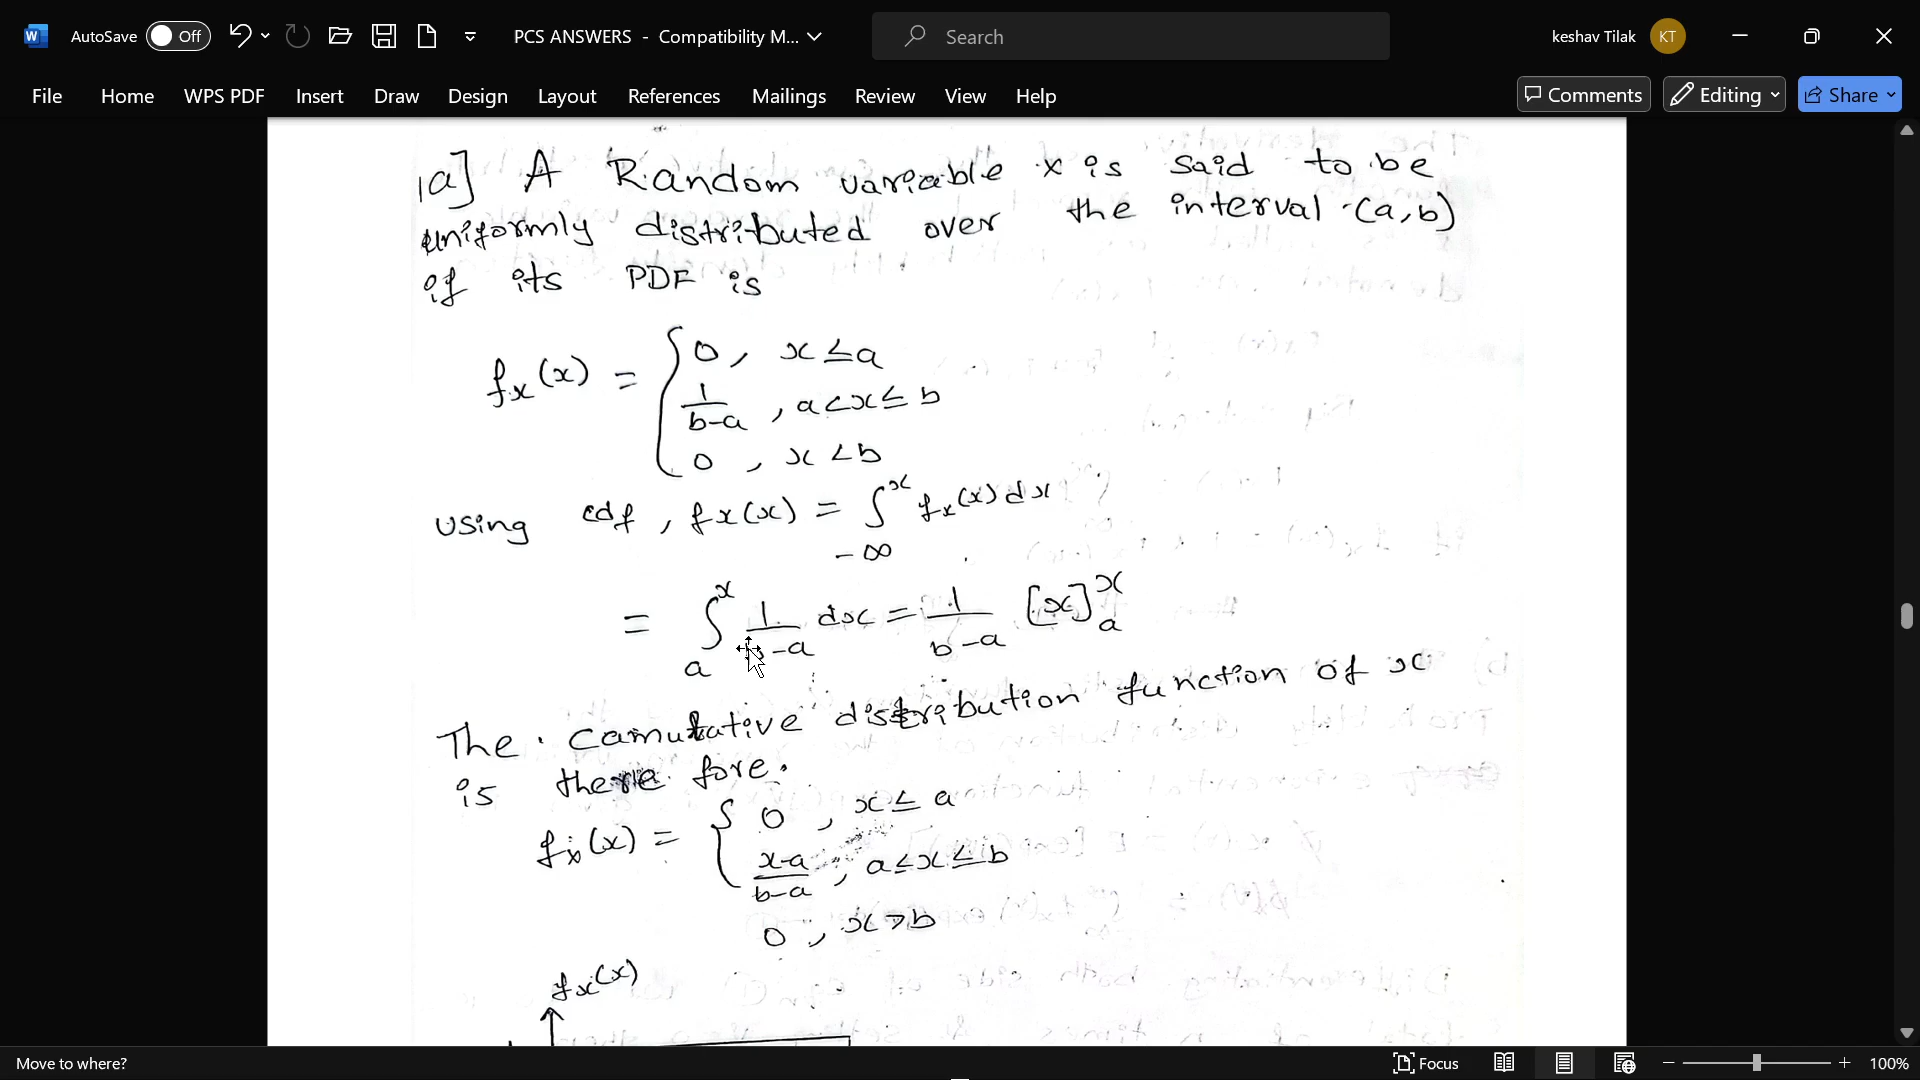 AutoSave Off PCS ANSWERS - Compatibility M... Search keshav Tilak KT
File Home WPS PDF Insert Draw Design Layout References Mailings Review View Help Comments Editing Share
1a] A Random variable x is said to be
uniformly distributed over the interval (a,b)
if its PDF is
fx(x) = { 0, x ≤ a
1/b-a, a<x≤ b
0, x < b
using cdf, fx(x) = ∫_{-∞}^{x} fx(x) dx
= ∫_{a}^{x} 1/b-a dx = 1/b-a [x]_{a}^{x}
The camutative distribution function of x
is there fore.
fx(x) = { 0, x ≤ a
x-a/b-a, a≤x≤b
0, x>b
fx(x)
Move to where? Focus 100%